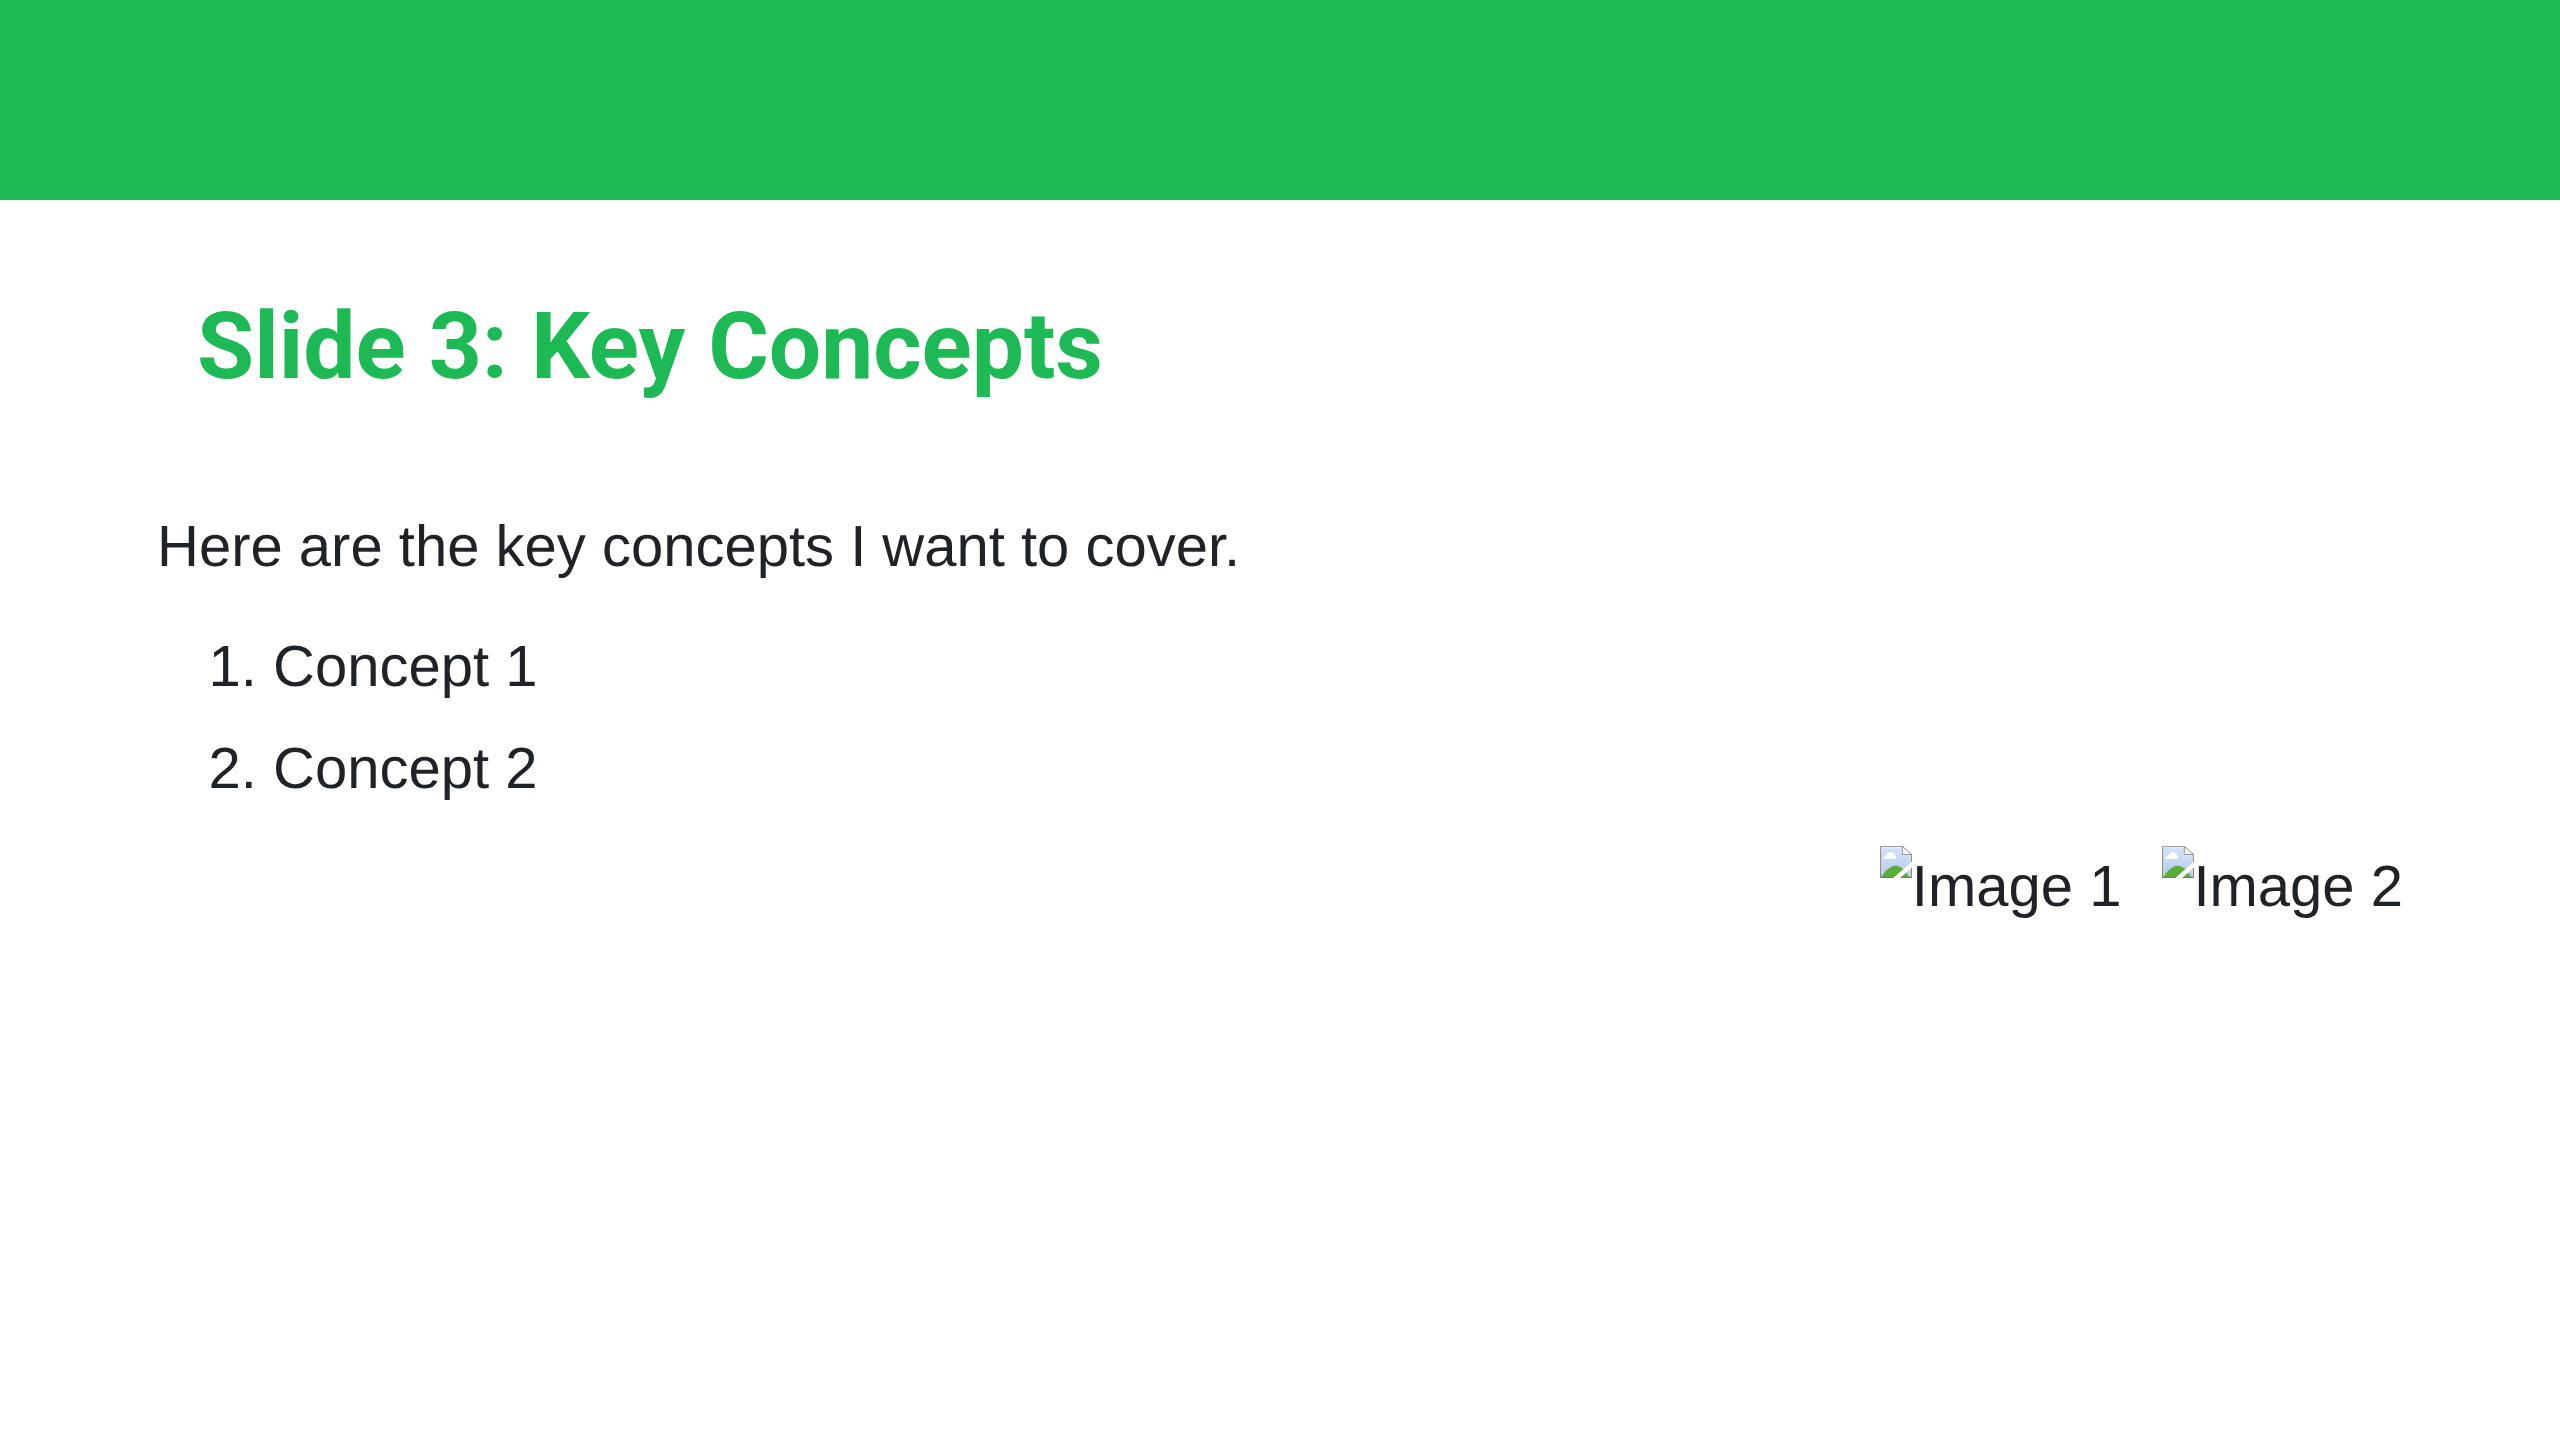 Slide 3: Key Concepts
Here are the key concepts I want to cover.
1. Concept 1
2. Concept 2
Image 1 Image 2